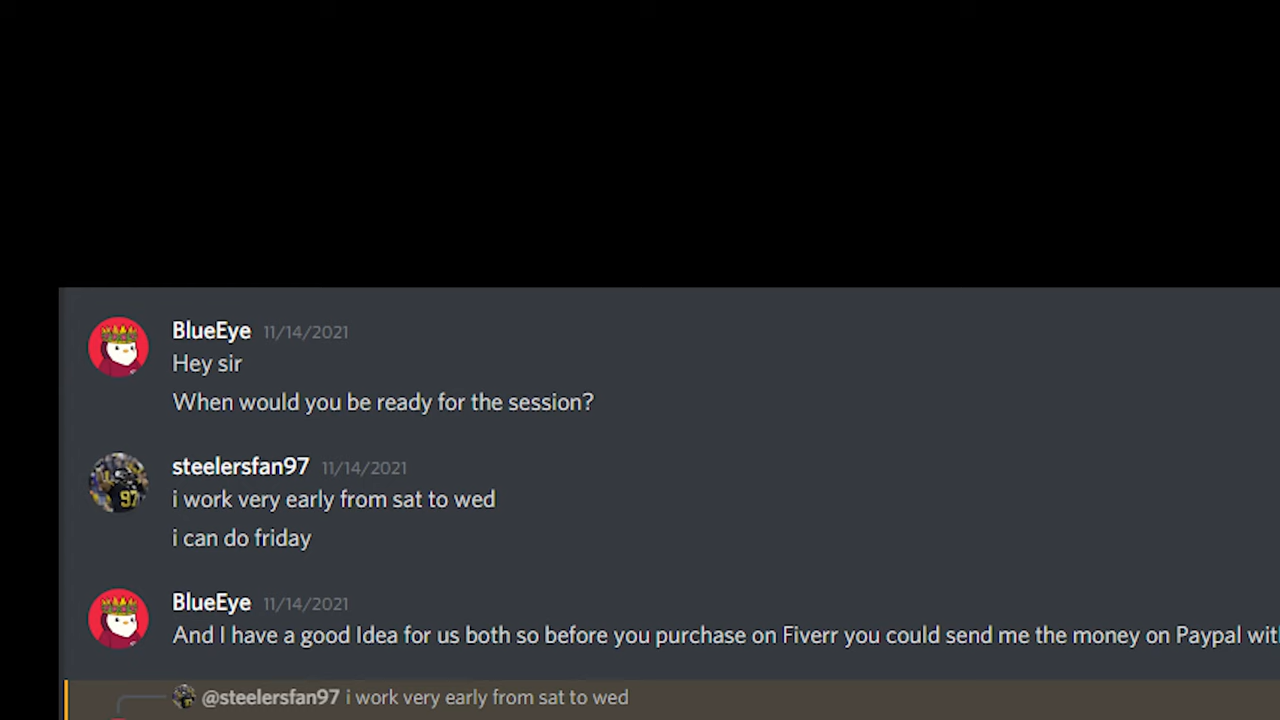 BlueEye 11/14/2021
Hey sir
When would you be ready for the session?
steelersfan97 11/14/2021
i work very early from sat to wed
i can do friday
BlueEye 11/14/2021
And I have a good Idea for us both so before you purchase on Fiverr you could send me the money on Paypal
@steelersfan97 i work very early from sat to wed